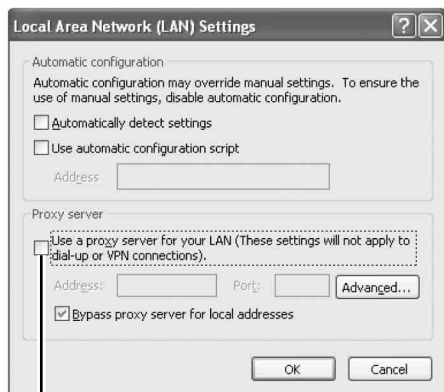 Local Area Network (LAN) Settings
Automatic configuration
Automatic configuration may override manual settings. To ensure the
use of manual settings, disable automatic configuration.
Automatically detect settings
Use automatic configuration script
Address
Proxy server
Use a proxy server for your LAN (These settings will not apply to
dial-up or VPN connections).
Address: Port: Advanced...
Bypass proxy server for local addresses
OK Cancel